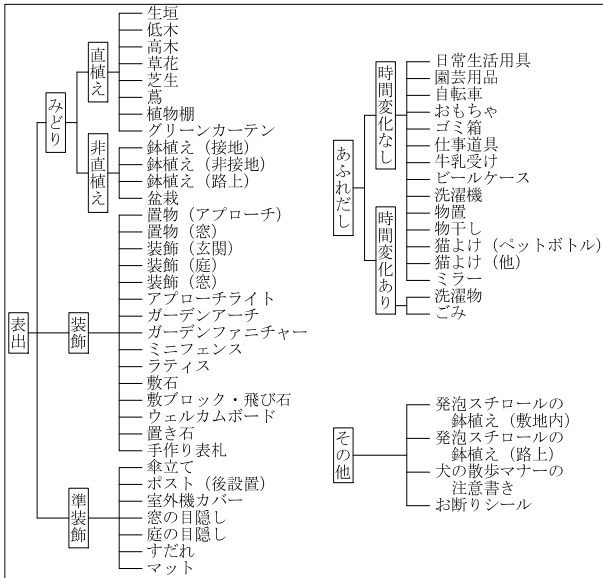 表出
みどり
直植え
生垣
低木
高木
草花
芝生
蔦
植物棚
グリーンカーテン
非直植え
鉢植え（接地）
鉢植え（非接地）
鉢植え（路上）
盆栽
装飾
置物（アプローチ）
置物（窓）
装飾（玄関）
装飾（庭）
装飾（窓）
アプローチライト
ガーデンアーチ
ガーデンファニチャー
ミニフェンス
ラティス
敷石
敷ブロック・飛び石
ウェルカムボード
置き石
手作り表札
準装飾
傘立て
ポスト（後設置）
室外機カバー
窓の目隠し
庭の目隠し
すだれ
マット
あふれだし
時間変化なし
日常生活用具
園芸用品
自転車
おもちゃ
ゴミ箱
仕事道具
牛乳受け
ビールケース
洗濯機
物置
物干し
猫よけ（ペットボトル）
猫よけ（他）
ミラー
時間変化あり
洗濯物
ごみ
その他
発泡スチロールの
鉢植え（敷地内）
発泡スチロールの
鉢植え（路上）
犬の散歩マナーの
注意書き
お断りシール